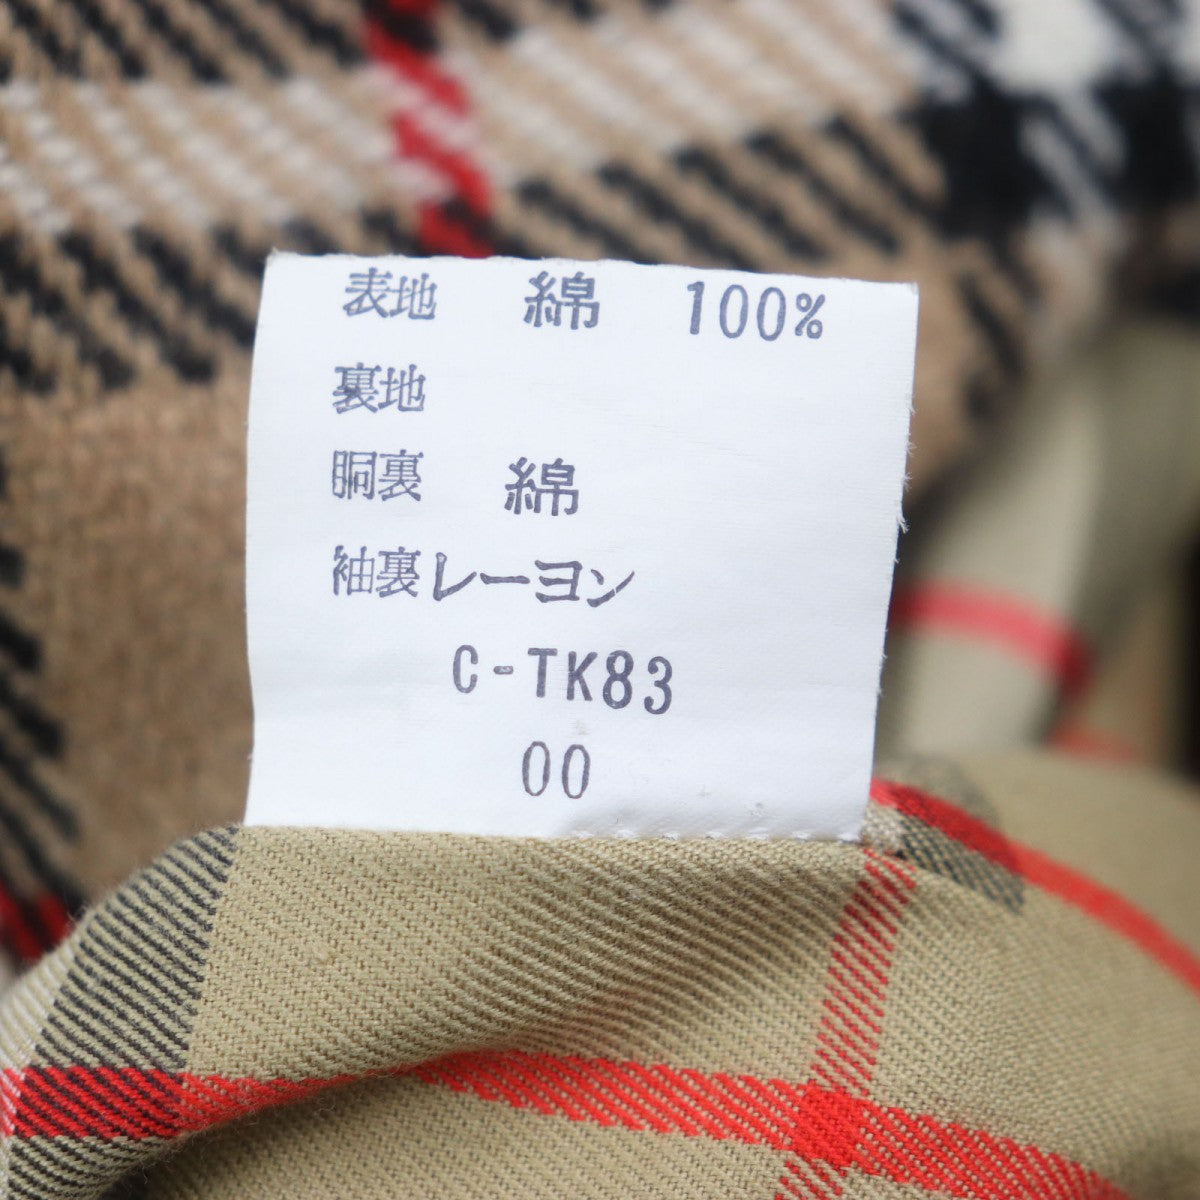 表地 綿 100%
裏地
胴裏 綿
袖裏 レーヨン
C-TK83
00